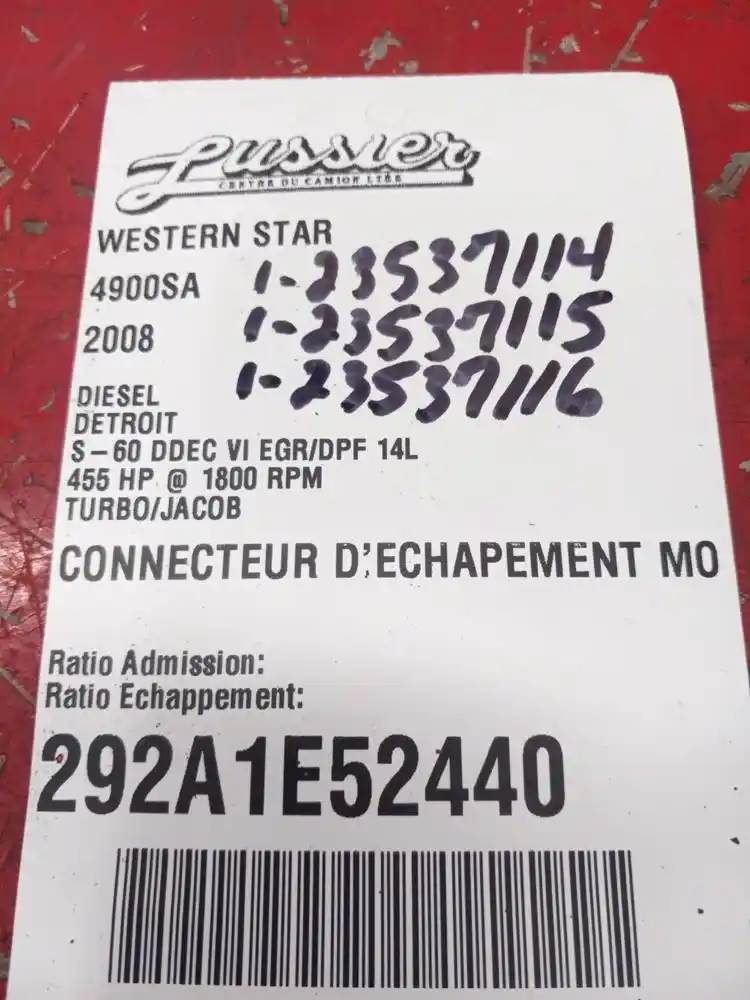 Lussier
CENTRE DU CAMION LTÉE
WESTERN STAR
4900SA 1-23537114
2008 1-23537115
1-23537116
DIESEL
DETROIT
S-60 DDEC VI EGR/DPF 14L
455 HP @ 1800 RPM
TURBO/JACOB
CONNECTEUR D'ECHAPEMENT MO
Ratio Admission:
Ratio Echappement:
292A1E52440